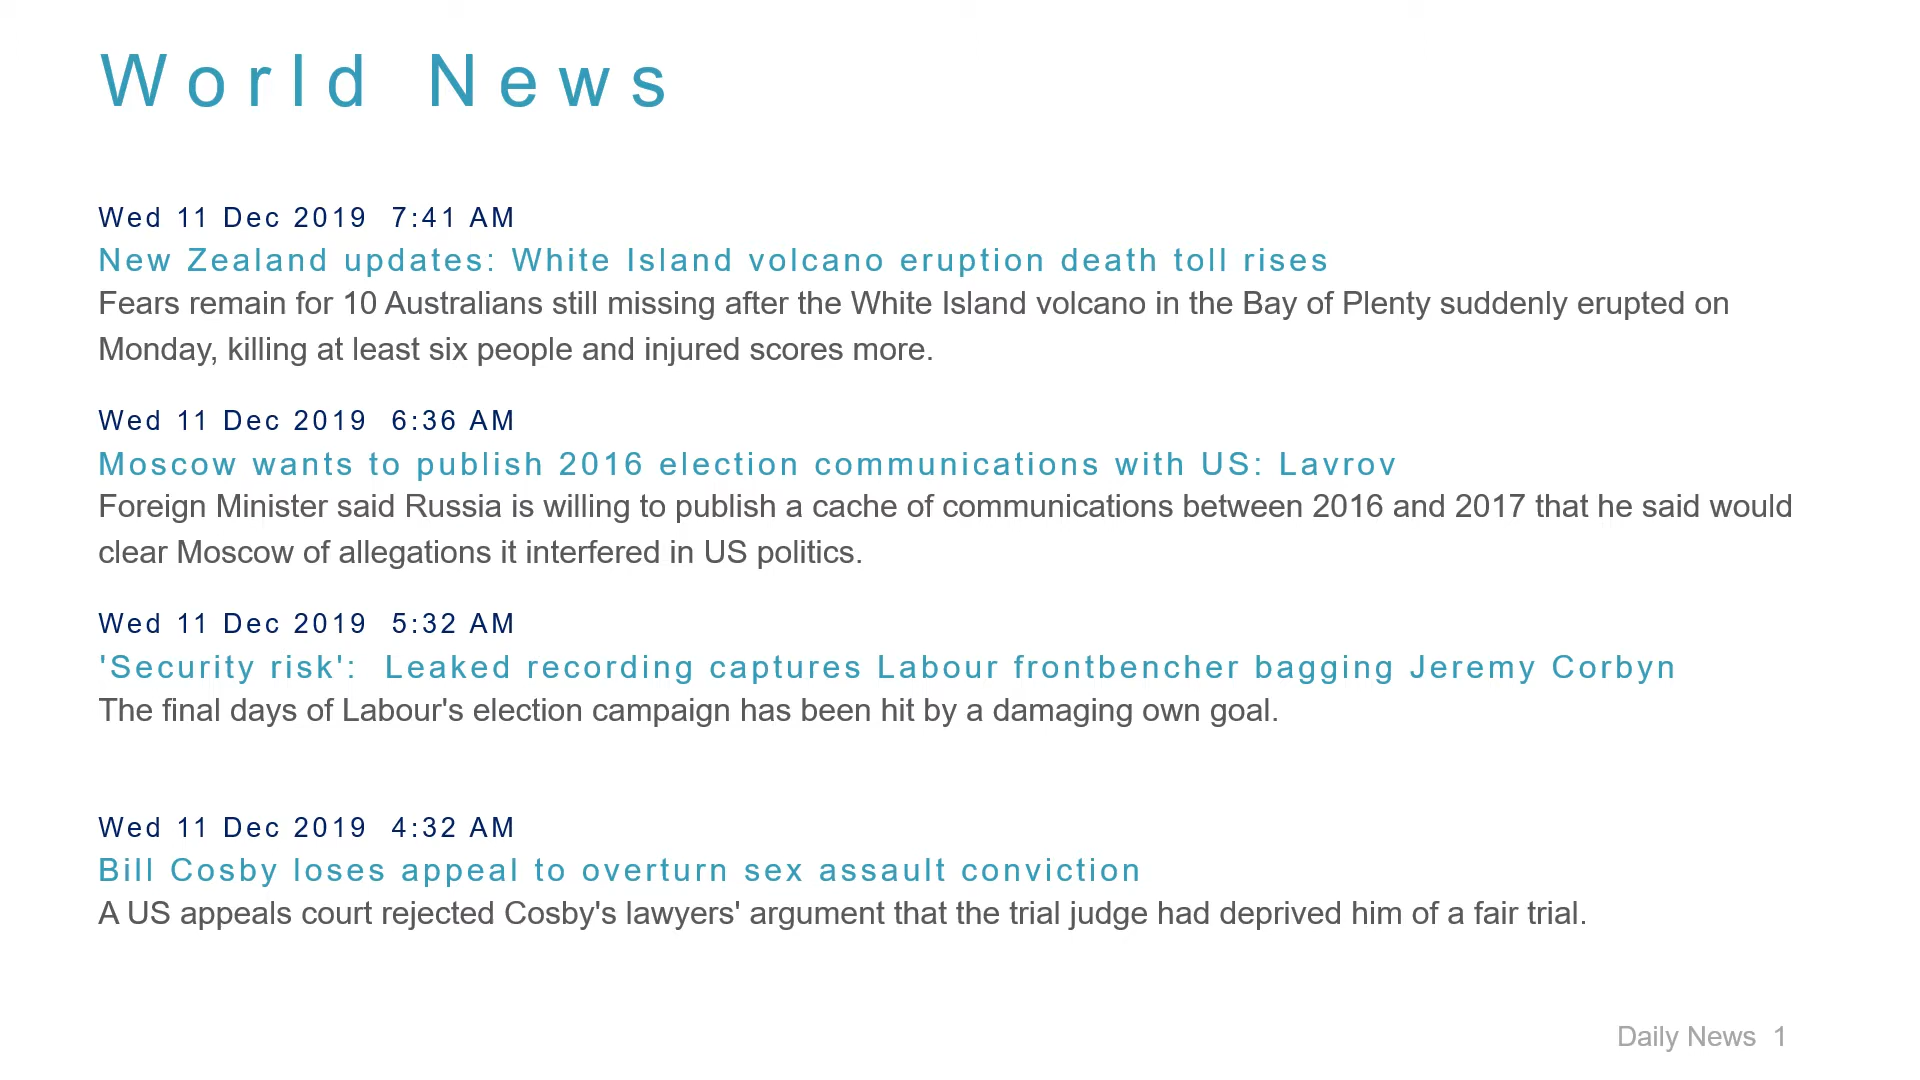 World News
Wed 11 Dec 2019 7:41 AM
New Zealand updates: White Island volcano eruption death toll rises
Fears remain for 10 Australians still missing after the White Island volcano in the Bay of Plenty suddenly erupted on
Monday, killing at least six people and injured scores more.
Wed 11 Dec 2019 6:36 AM
Moscow wants to publish 2016 election communications with US: Lavrov
Foreign Minister said Russia is willing to publish a cache of communications between 2016 and 2017 that he said would
clear Moscow of allegations it interfered in US politics.
Wed 11 Dec 2019 5:32 AM
'Security risk': Leaked recording captures Labour frontbencher bagging Jeremy Corbyn
The final days of Labour's election campaign has been hit by a damaging own goal.
Wed 11 Dec 2019 4:32 AM
Bill Cosby loses appeal to overturn sex assault conviction
A US appeals court rejected Cosby's lawyers' argument that the trial judge had deprived him of a fair trial.
Daily News 1